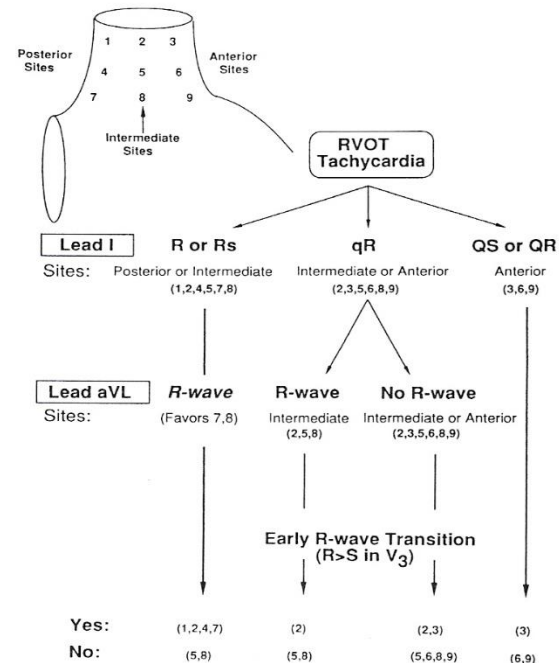 1 2 3
Posterior
Sites
Anterior
Sites
4 5 6
7 8 9
Intermediate
Sites
RVOT
Tachycardia
Lead I R or Rs qR QS or QR
Sites: Posterior or Intermediate Intermediate or Anterior Anterior
(1,2,4,5,7,8) (2,3,5,6,8,9) (3,6,9)
Lead aVL R-wave R-wave No R-wave
Sites: (Favors 7,8) Intermediate Intermediate or Anterior
(2,5,8) (2,3,5,6,8,9)
Early R-wave Transition
(R>S in V3)
Yes: (1,2,4,7) (2) (2,3) (3)
No: (5,8) (5,8) (5,6,8,9) (6,9)